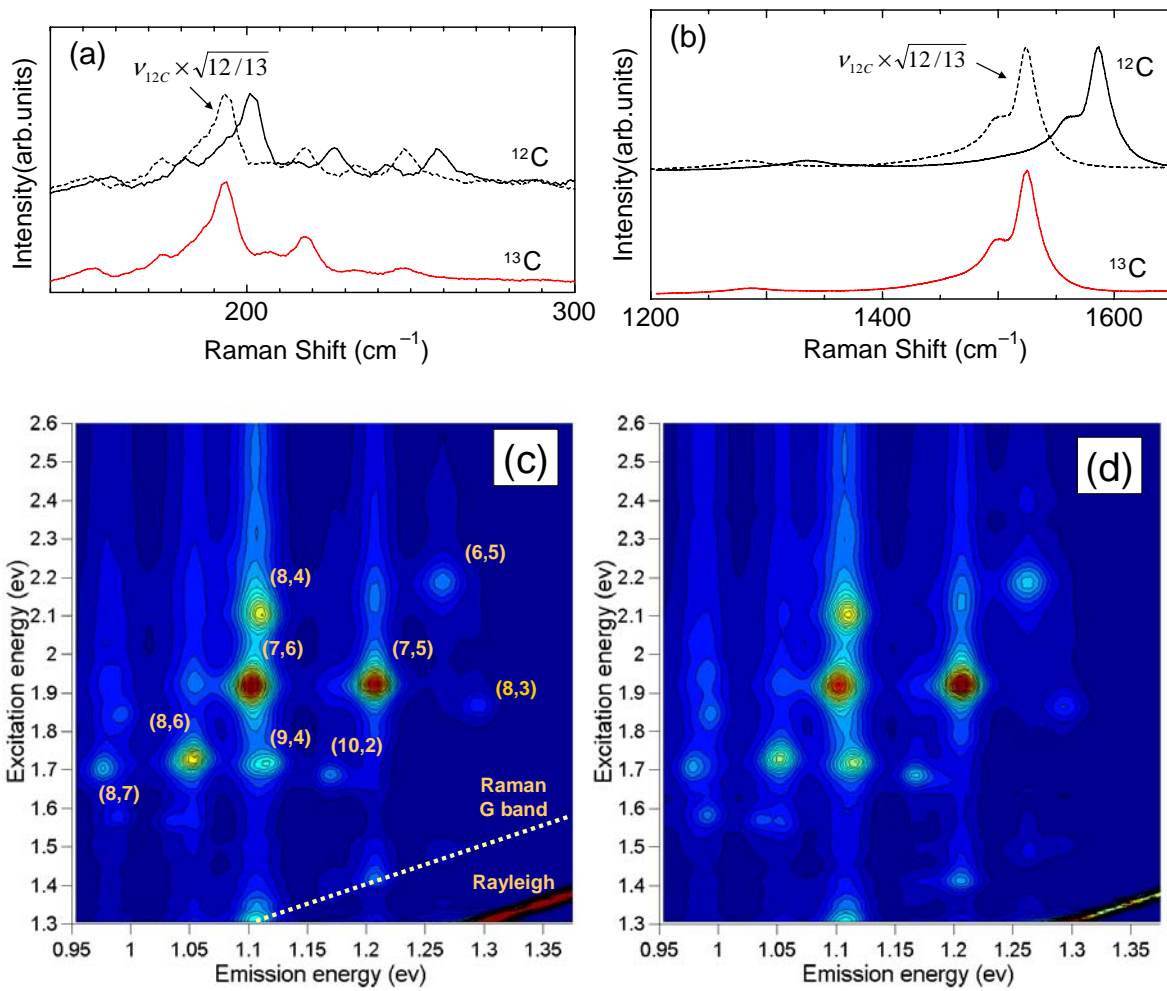 (a)
ν12C × √12/13
12C
13C
Intensity(arb.units)
200
300
Raman Shift (cm−1)
(b)
ν12C × √12/13
12C
13C
Intensity(arb.units)
1200
1400
1600
Raman Shift (cm−1)
(c)
2.6
2.5
2.4
2.3
2.2
2.1
2
1.9
1.8
1.7
1.6
1.5
1.4
1.3
Excitation energy (ev)
(6,5)
(8,4)
(7,6)
(7,5)
(8,3)
(8,6)
(9,4)
(10,2)
(8,7)
Raman
G band
Rayleigh
0.95 1 1.05 1.1 1.15 1.2 1.25 1.3 1.35
Emission energy (ev)
(d)
2.6
2.5
2.4
2.3
2.2
2.1
2
1.9
1.8
1.7
1.6
1.5
1.4
1.3
Excitation energy (ev)
0.95 1 1.05 1.1 1.15 1.2 1.25 1.3 1.35
Emission energy (ev)